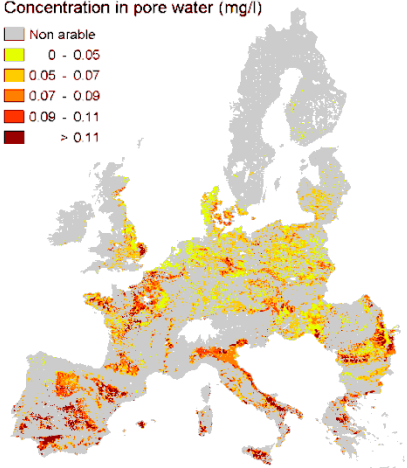 Concentration in pore water (mg/l)
Non arable
0 - 0.05
0.05 - 0.07
0.07 - 0.09
0.09 - 0.11
> 0.11